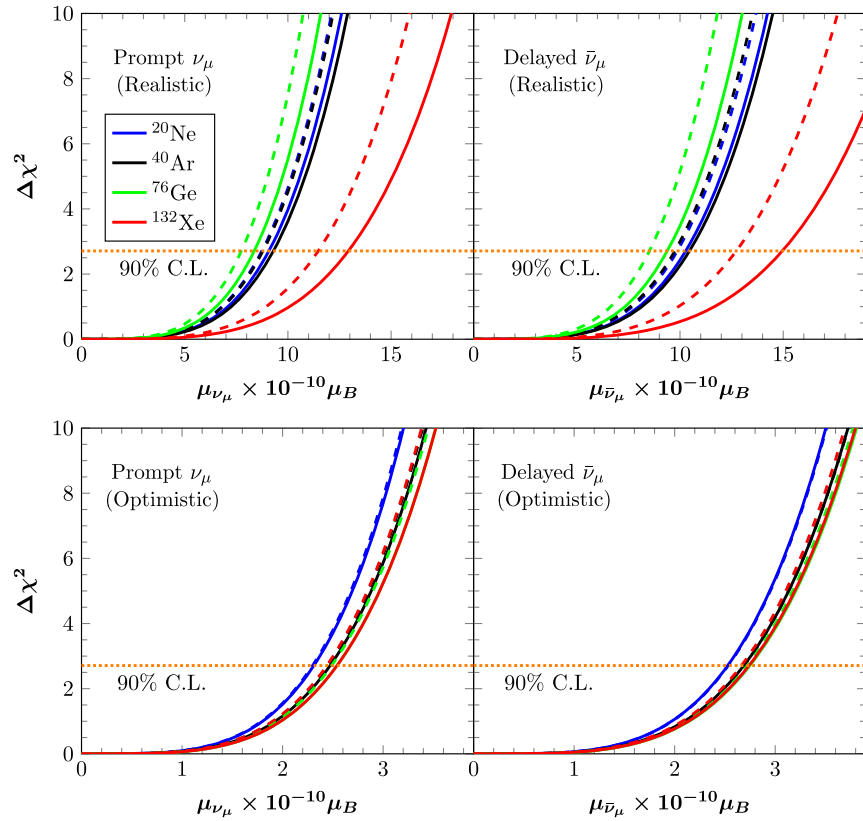 Prompt ν_μ
(Realistic)
²⁰Ne
⁴⁰Ar
⁷⁶Ge
¹³²Xe
90% C.L.
Δχ²
0
2
4
6
8
10
0
5
10
15
μ_{ν_μ} × 10⁻¹⁰ μ_B
Delayed ν̄_μ
(Realistic)
90% C.L.
0
5
10
15
μ_{ν̄_μ} × 10⁻¹⁰ μ_B
Prompt ν_μ
(Optimistic)
90% C.L.
Δχ²
0
2
4
6
8
10
0
1
2
3
μ_{ν_μ} × 10⁻¹⁰ μ_B
Delayed ν̄_μ
(Optimistic)
90% C.L.
0
1
2
3
μ_{ν̄_μ} × 10⁻¹⁰ μ_B